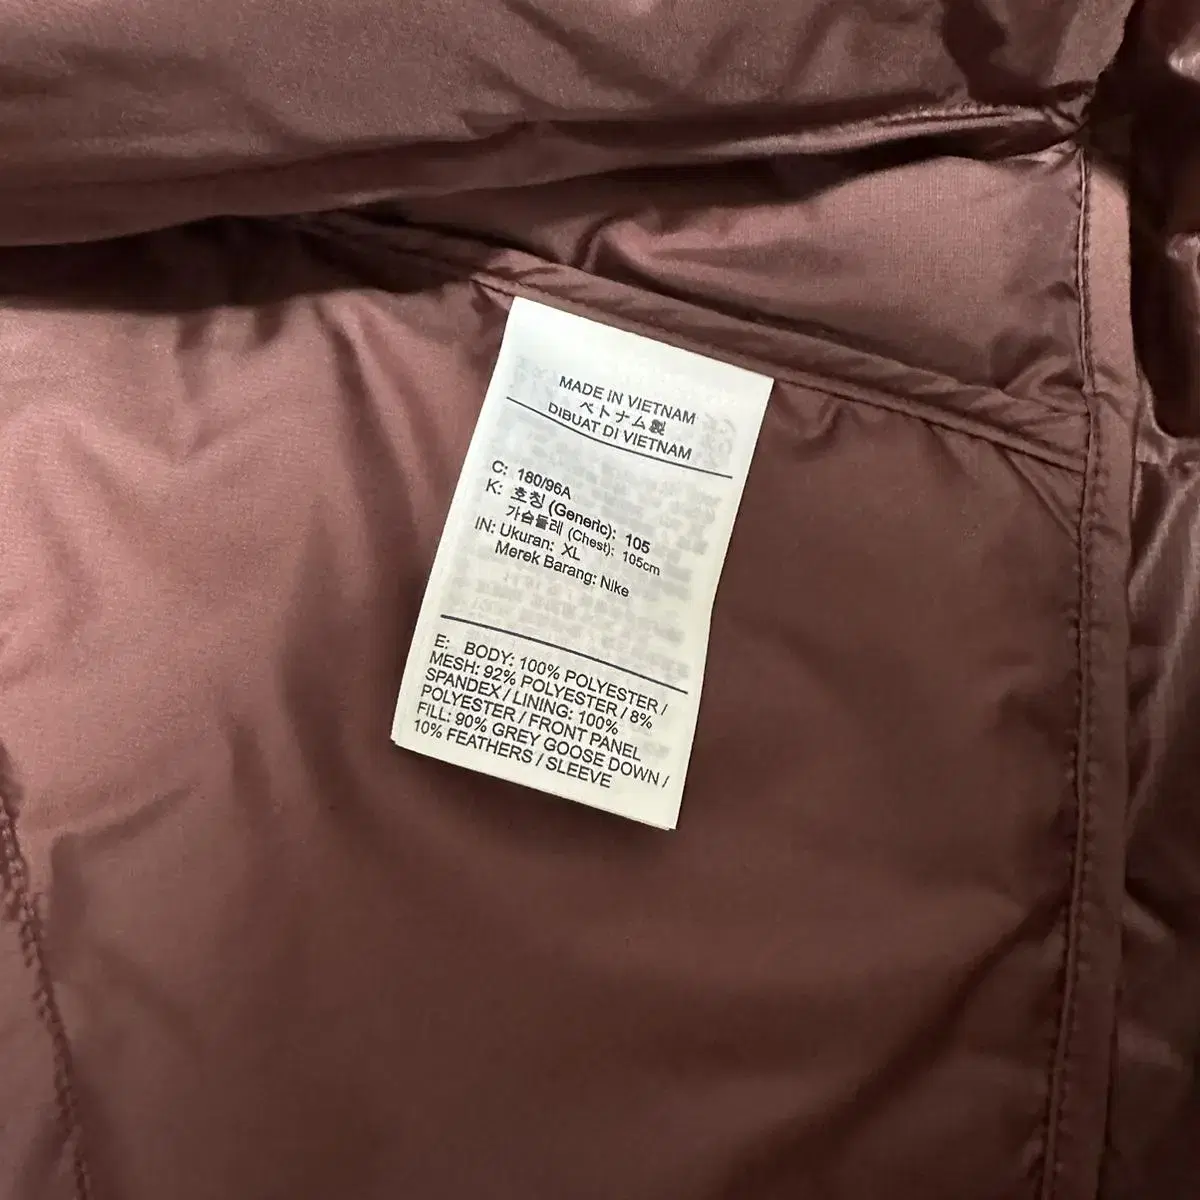 MADE IN VIETNAM
ベトナム製
DIBUAT DI VIETNAM
C: 180/96A
K: 호칭 (Generic): 105
가슴둘레 (Chest): 105cm
IN: Ukuran: XL
Merek Barang: Nike
E: BODY: 100% POLYESTER /
MESH: 92% POLYESTER / 8%
SPANDEX / LINING: 100%
POLYESTER / FRONT PANEL
FILL: 90% GREY GOOSE DOWN /
10% FEATHERS / SLEEVE